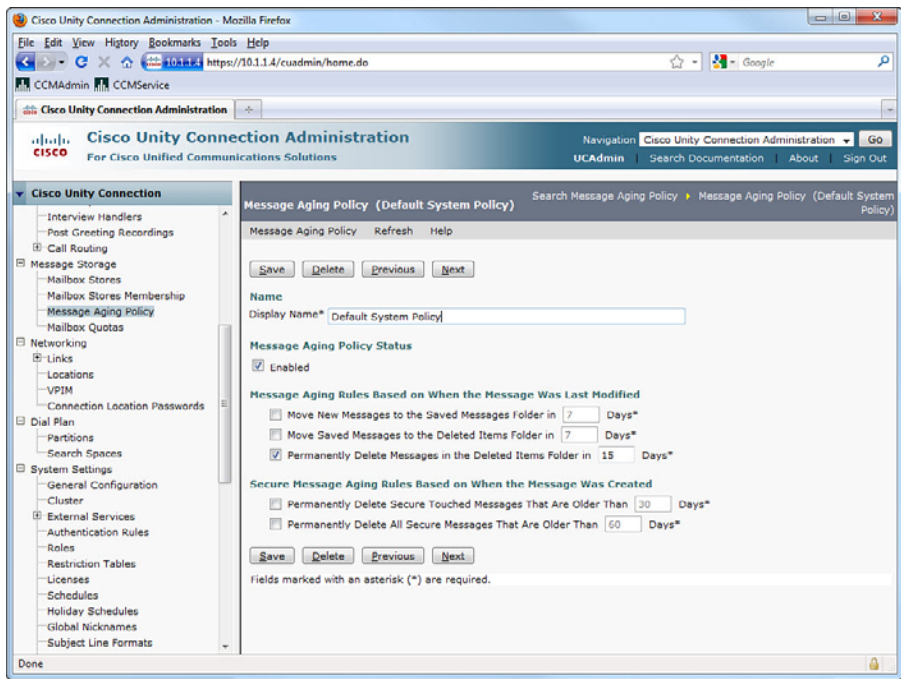 Cisco Unity Connection Administration - Mozilla Firefox
File Edit View History Bookmarks Tools Help
10.1.1.4 https://10.1.1.4/cuadmin/home.do
Google
CCMAdmin CCMService
Cisco Unity Connection Administration
Cisco Unity Connection Administration
For Cisco Unified Communications Solutions
CISCO
Navigation Cisco Unity Connection Administration Go
UCAdmin Search Documentation About Sign Out
Cisco Unity Connection
Interview Handlers
Post Greeting Recordings
Call Routing
Message Storage
Mailbox Stores
Mailbox Stores Membership
Message Aging Policy
Mailbox Quotas
Networking
Links
Locations
VPIM
Connection Location Passwords
Dial Plan
Partitions
Search Spaces
System Settings
General Configuration
Cluster
External Services
Authentication Rules
Roles
Restriction Tables
Licenses
Schedules
Holiday Schedules
Global Nicknames
Subject Line Formats
Message Aging Policy (Default System Policy)
Search Message Aging Policy Message Aging Policy (Default System
Policy)
Message Aging Policy Refresh Help
Save Delete Previous Next
Name
Display Name* Default System Policy
Message Aging Policy Status
Enabled
Message Aging Rules Based on When the Message Was Last Modified
Move New Messages to the Saved Messages Folder in 7 Days*
Move Saved Messages to the Deleted Items Folder in 7 Days*
Permanently Delete Messages in the Deleted Items Folder in 15 Days*
Secure Message Aging Rules Based on When the Message Was Created
Permanently Delete Secure Touched Messages That Are Older Than 30 Days*
Permanently Delete All Secure Messages That Are Older Than 60 Days*
Save Delete Previous Next
Fields marked with an asterisk (*) are required.
Done